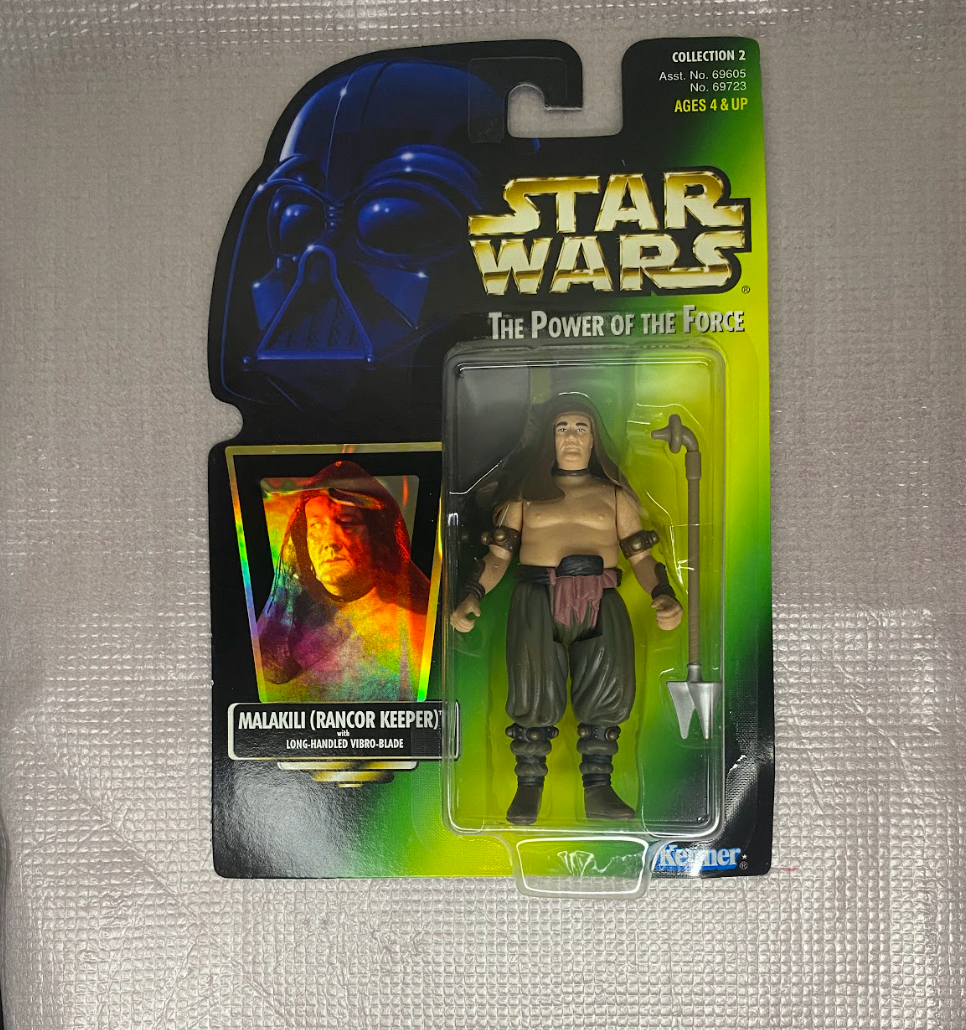 COLLECTION 2
Asst. No. 69605
No. 69723
AGES 4 & UP
STAR
WARS®
THE POWER OF THE FORCE
MALAKILI (RANCOR KEEPER)
with
LONG-HANDLED VIBRO-BLADE
Kenner®